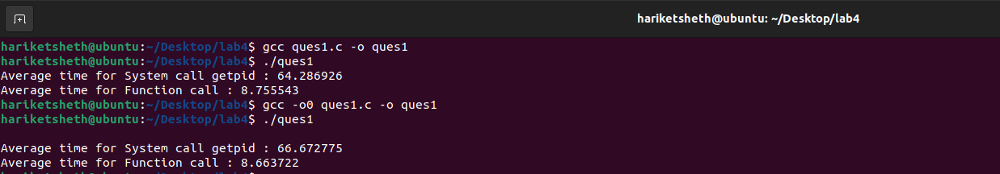 hariketsheth@ubuntu: ~/Desktop/lab4
hariketsheth@ubuntu:~/Desktop/lab4$ gcc ques1.c -o ques1
hariketsheth@ubuntu:~/Desktop/lab4$ ./ques1
Average time for System call getpid : 64.286926
Average time for Function call : 8.755543
hariketsheth@ubuntu:~/Desktop/lab4$ gcc -o0 ques1.c -o ques1
hariketsheth@ubuntu:~/Desktop/lab4$ ./ques1
Average time for System call getpid : 66.672775
Average time for Function call : 8.663722